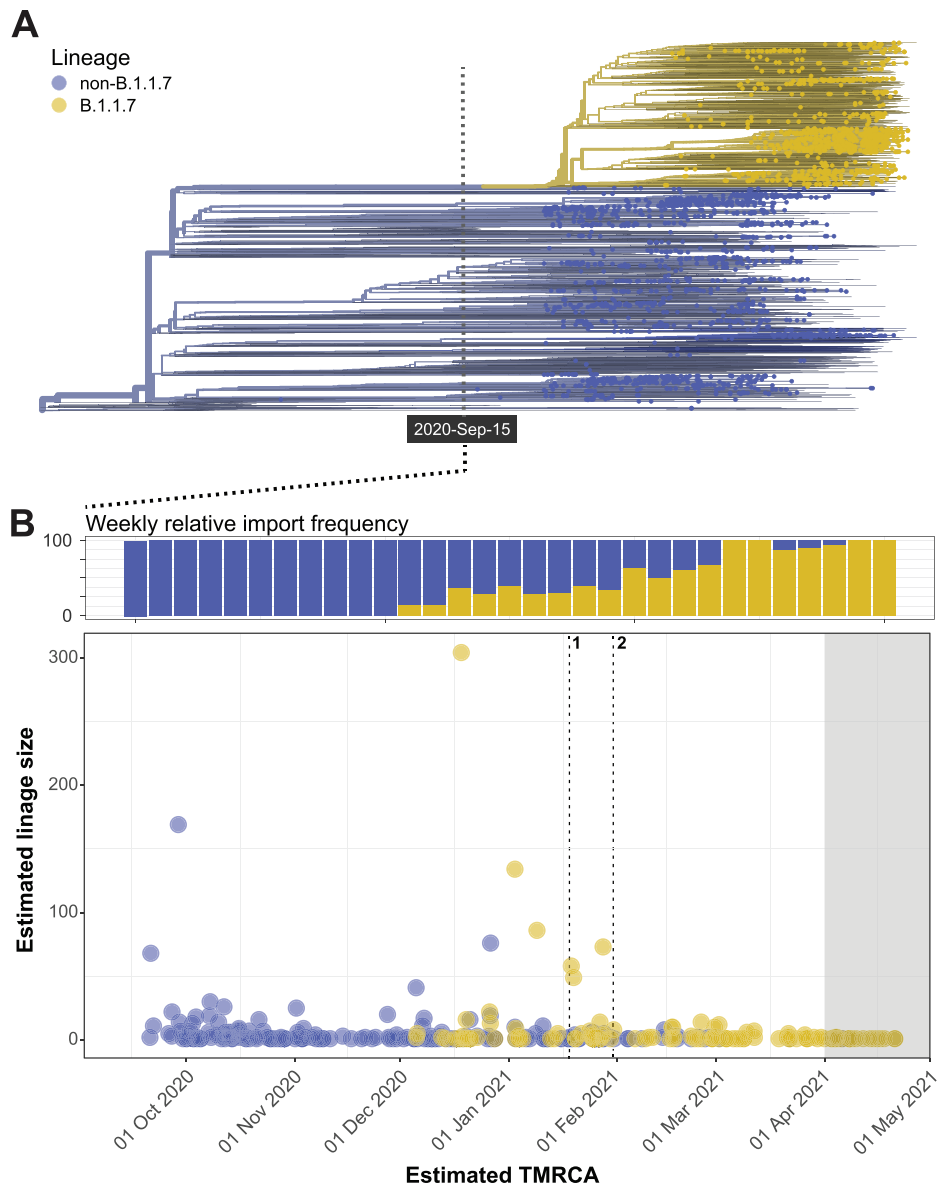 A
Lineage
non-B.1.1.7
B.1.1.7
2020-Sep-15
B
Weekly relative import frequency
100
0
1
2
300
200
100
0
Estimated linage size
01 Oct 2020
01 Nov 2020
01 Dec 2020
01 Jan 2021
01 Feb 2021
01 Mar 2021
01 Apr 2021
01 May 2021
Estimated TMRCA